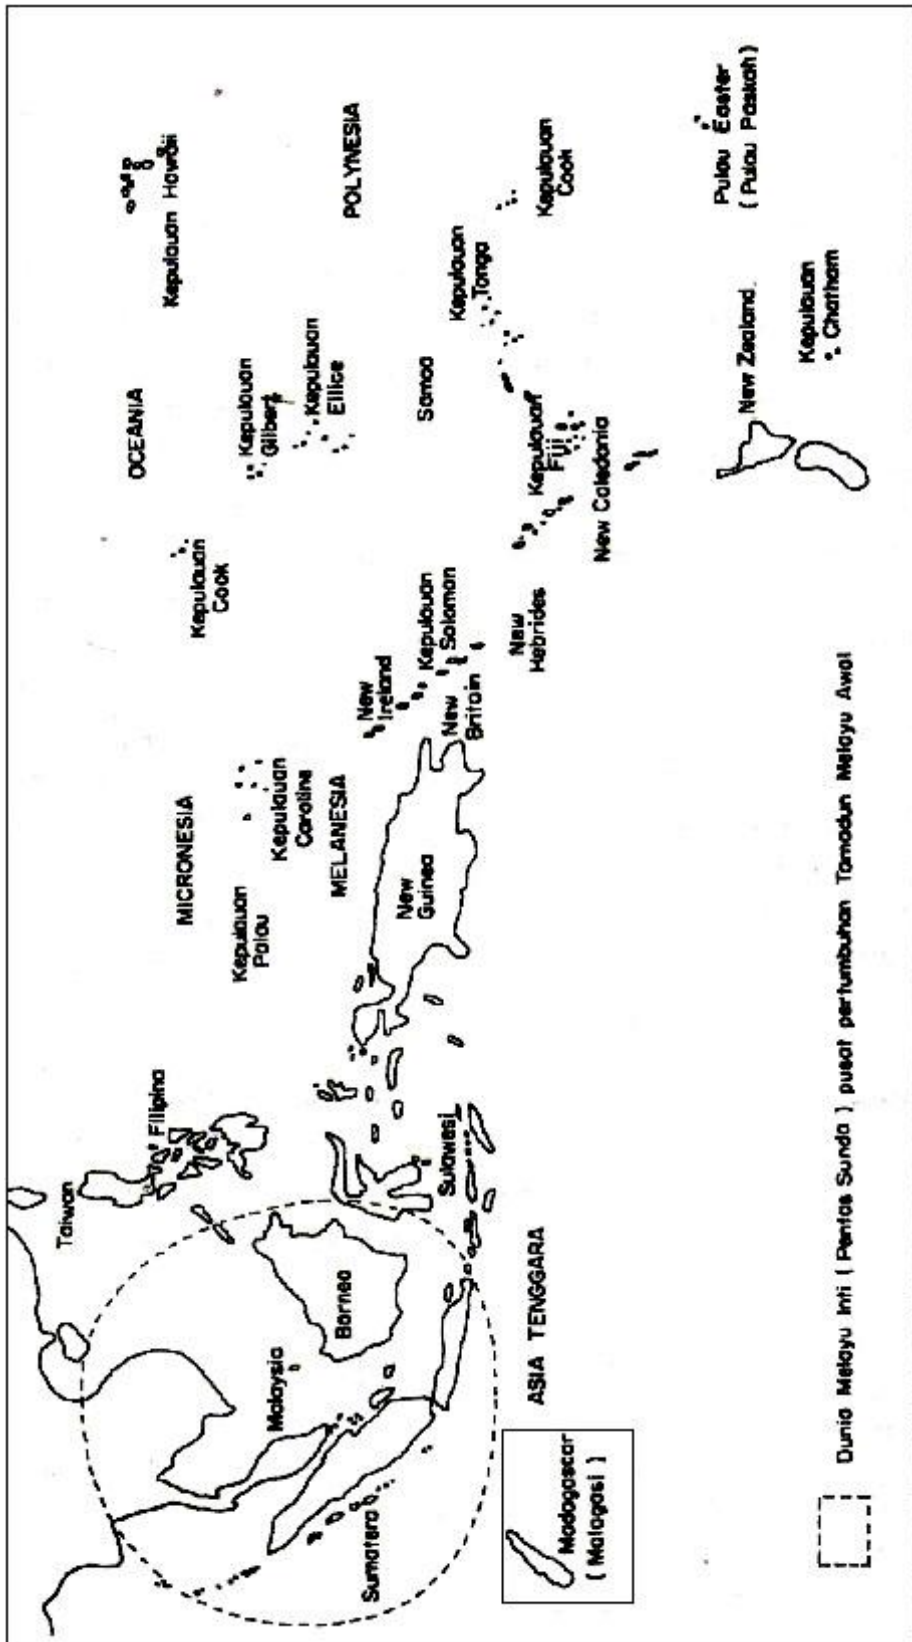 Kepulauan Hawaii
OCEANIA
POLYNESIA
Kepulauan
Cook
MICRONESIA
Kepulauan
Gilbert
Kepulauan
Ellice
Taiwan
Filipina
Kepulauan
Palau
Kepulauan
Caroline
MELANESIA
New
Ireland
Kepulauan
Solomon
New
Britain
Samoa
Kepulauan
Tonga
Kepulauan
Cook
Malaysia
Borneo
Sumatera
Sulawesi
New
Guinea
New
Hebrides
Kepulauan
Fiji
New Caledonia
ASIA TENGGARA
Madagascar
( Malagasi )
New Zealand.
Pulau Easter
( Pulau Paskah)
Kepulauan
Chatham
Dunia Melayu Inti ( Pentas Sunda ) pusat pertumbuhan Tamadun Melayu Awal